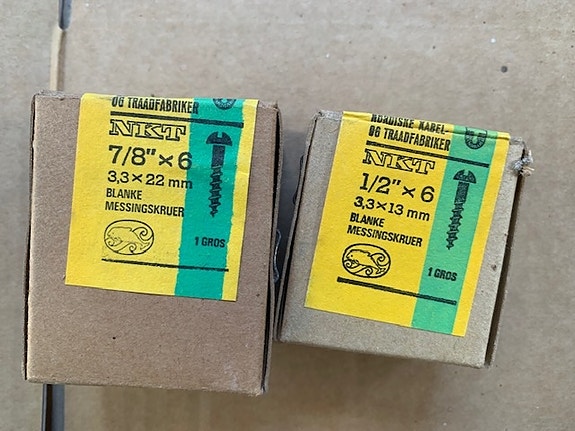 OG TRAADFABRIKER
NKT
7/8" × 6
3,3 × 22 mm
BLANKE
MESSINGSKRUER
1 GROS
NORDISKE KABEL-
OG TRAADFABRIKER
NKT
1/2" × 6
3,3 × 13 mm
BLANKE
MESSINGSKRUER
1 GROS